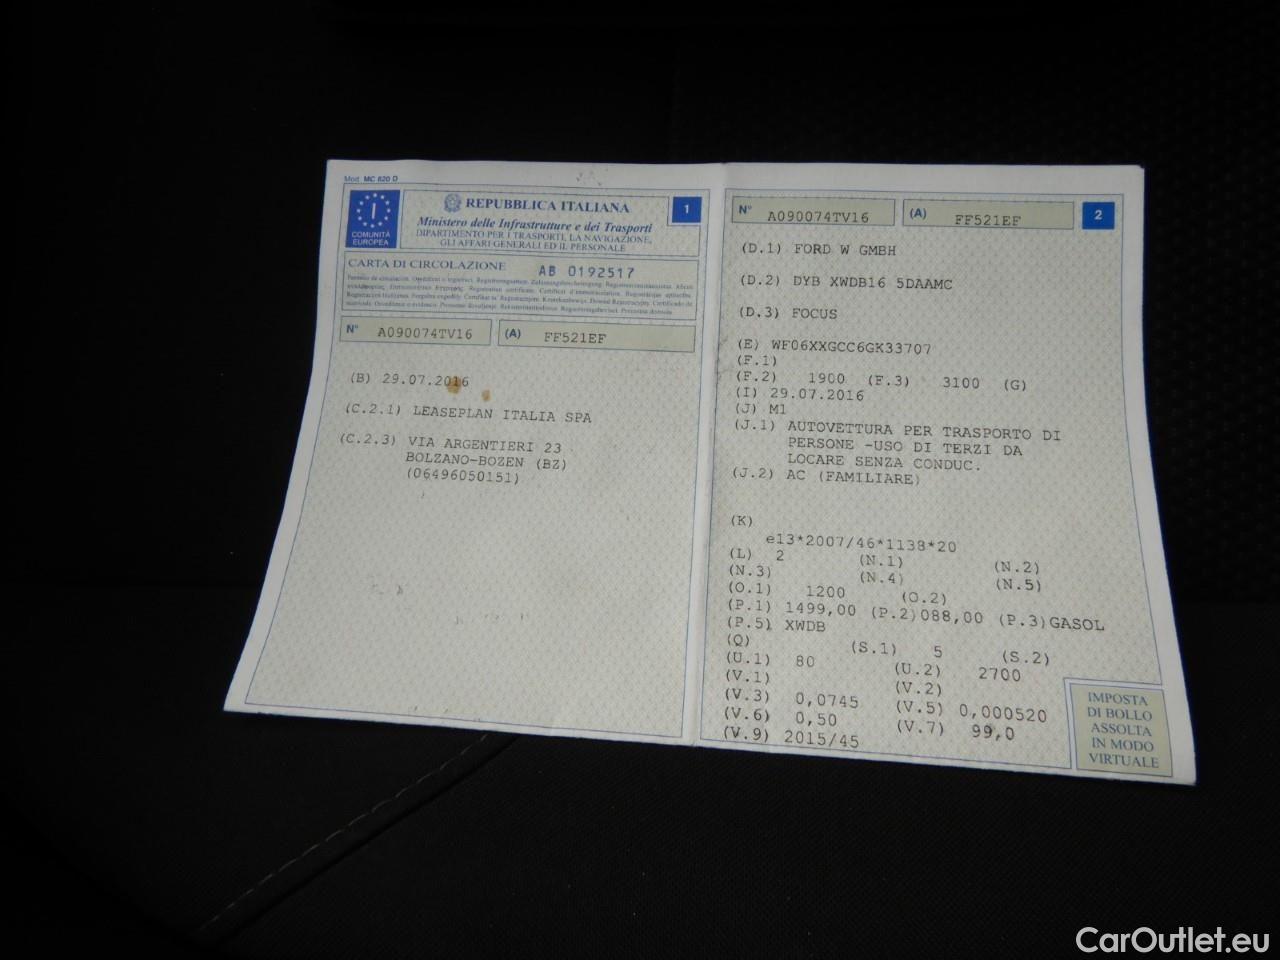 Mod. MC 820 D
COMUNITÀ
EUROPEA
I
REPUBBLICA ITALIANA
Ministero delle Infrastrutture e dei Trasporti
DIPARTIMENTO PER I TRASPORTI, LA NAVIGAZIONE,
GLI AFFARI GENERALI ED IL PERSONALE
1
CARTA DI CIRCOLAZIONE AB 0192517
N° A090074TV16 (A) FF521EF
(B) 29.07.2016
(C.2.1) LEASEPLAN ITALIA SPA
(C.2.3) VIA ARGENTIERI 23
BOLZANO-BOZEN (BZ)
(06496050151)
N° A090074TV16 (A) FF521EF
2
(D.1) FORD W GMBH
(D.2) DYB XWDB16 5DAAMC
(D.3) FOCUS
(E) WF06XXGCC6GK33707
(F.1)
(F.2) 1900 (F.3) 3100 (G)
(I) 29.07.2016
(J) M1
(J.1) AUTOVETTURA PER TRASPORTO DI
PERSONE -USO DI TERZI DA
LOCARE SENZA CONDUC.
(J.2) AC (FAMILIARE)
(K)
e13*2007/46*1138*20
(L) 2 (N.1) (N.2)
(N.3) (N.4) (N.5)
(O.1) 1200 (O.2)
(P.1) 1499,00 (P.2)088,00 (P.3)GASOL
(P.5) XWDB
(Q) (S.1) 5 (S.2)
(U.1) 80 (U.2) 2700
(V.1) (V.2)
(V.3) 0,0745 (V.5) 0,000520
(V.6) 0,50 (V.7) 99,0
(V.9) 2015/45
IMPOSTA
DI BOLLO
ASSOLTA
IN MODO
VIRTUALE
CarOutlet.eu